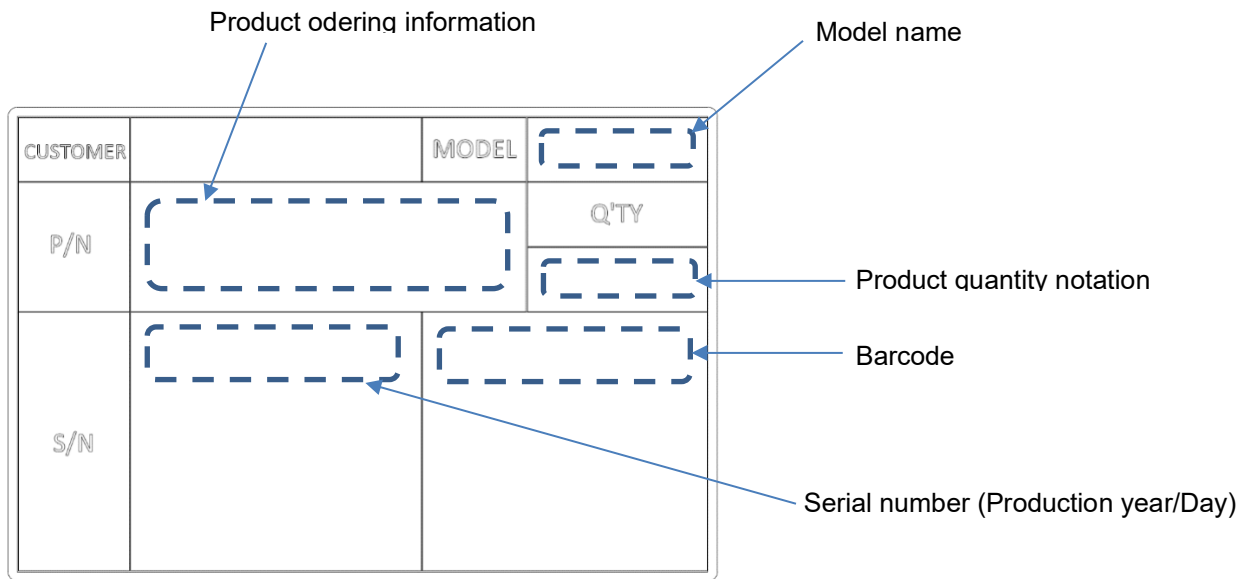 Product odering information
Model name
CUSTOMER
MODEL
P/N
Q'TY
Product quantity notation
Barcode
S/N
Serial number (Production year/Day)